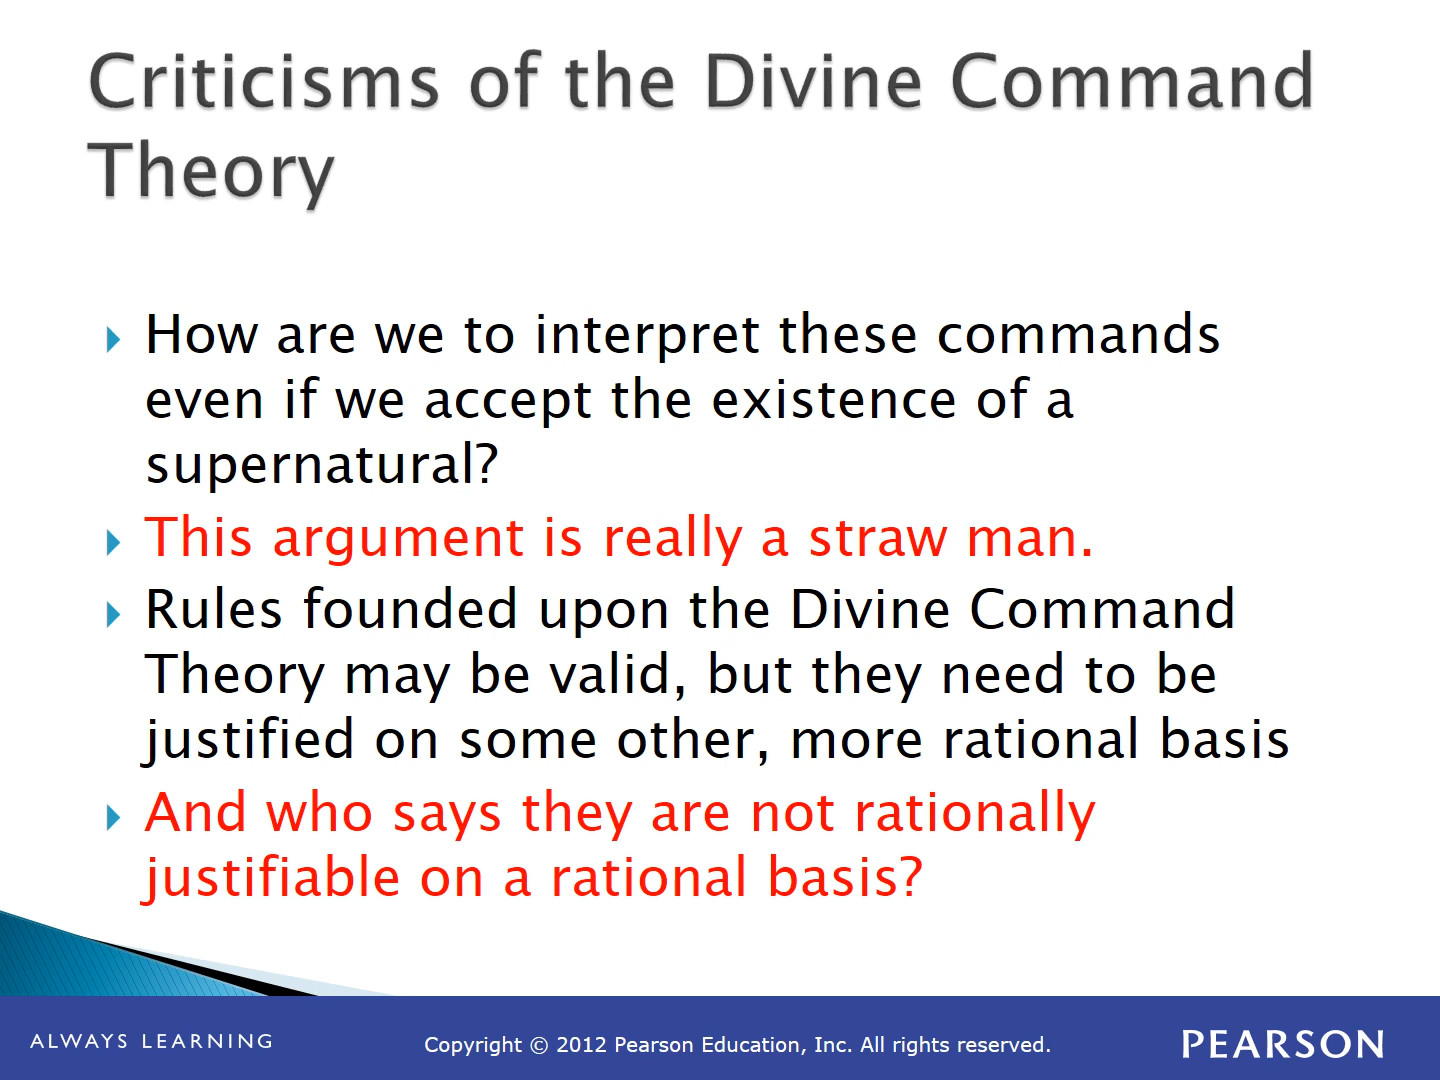 Criticisms of the Divine Command
Theory
How are we to interpret these commands
even if we accept the existence of a
supernatural?
This argument is really a straw man.
Rules founded upon the Divine Command
Theory may be valid, but they need to be
justified on some other, more rational basis
And who says they are not rationally
justifiable on a rational basis?
ALWAYS LEARNING
Copyright © 2012 Pearson Education, Inc. All rights reserved.
PEARSON